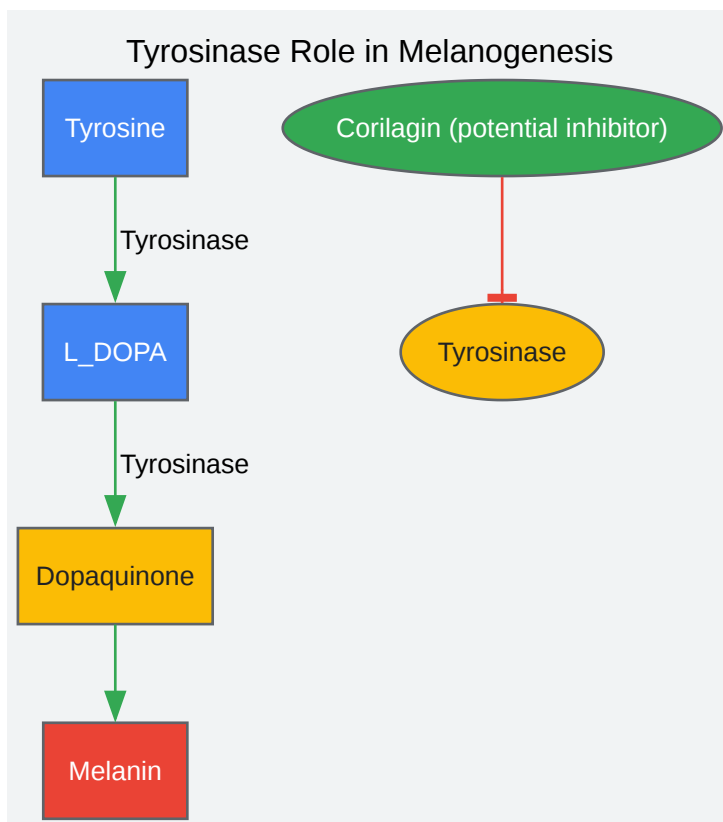 Tyrosinase Role in Melanogenesis
Tyrosine
Corilagin (potential inhibitor)
Tyrosinase
L_DOPA
Tyrosinase
Tyrosinase
Dopaquinone
Melanin